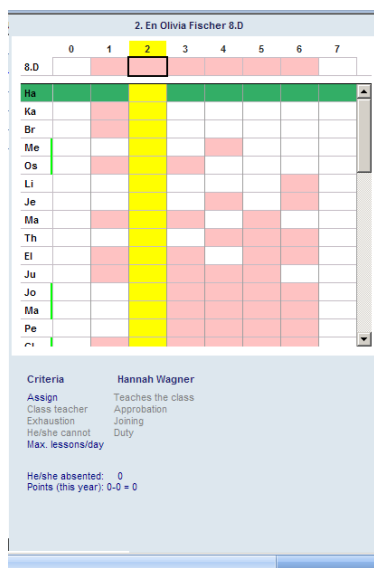 2. En Olivia Fischer 8.D
0 1 2 3 4 5 6 7
8.D
Ha
Ka
Br
Me
Os
Li
Je
Ma
Th
El
Ju
Jo
Ma
Pe
Criteria Hannah Wagner
Assign Teaches the class
Class teacher Approbation
Exhaustion Joining
He/she cannot Duty
Max. lessons/day
He/she absented: 0
Points (this year): 0-0 = 0